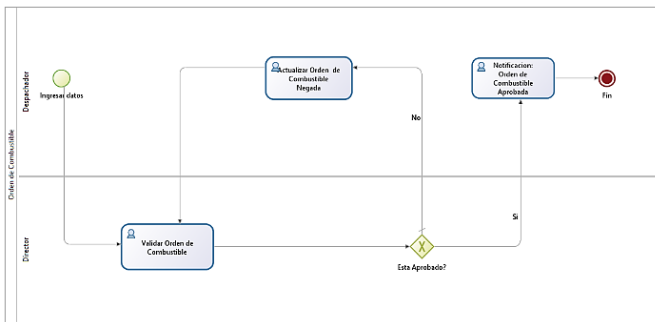 Orden de Combustible
Despachador
Ingresar datos
Actualizar Orden de
Combustible
Negada
Notificacion:
Orden de
Combustible
Aprobada
Fin
No
Si
Director
Validar Orden de
Combustible
Esta Aprobado?